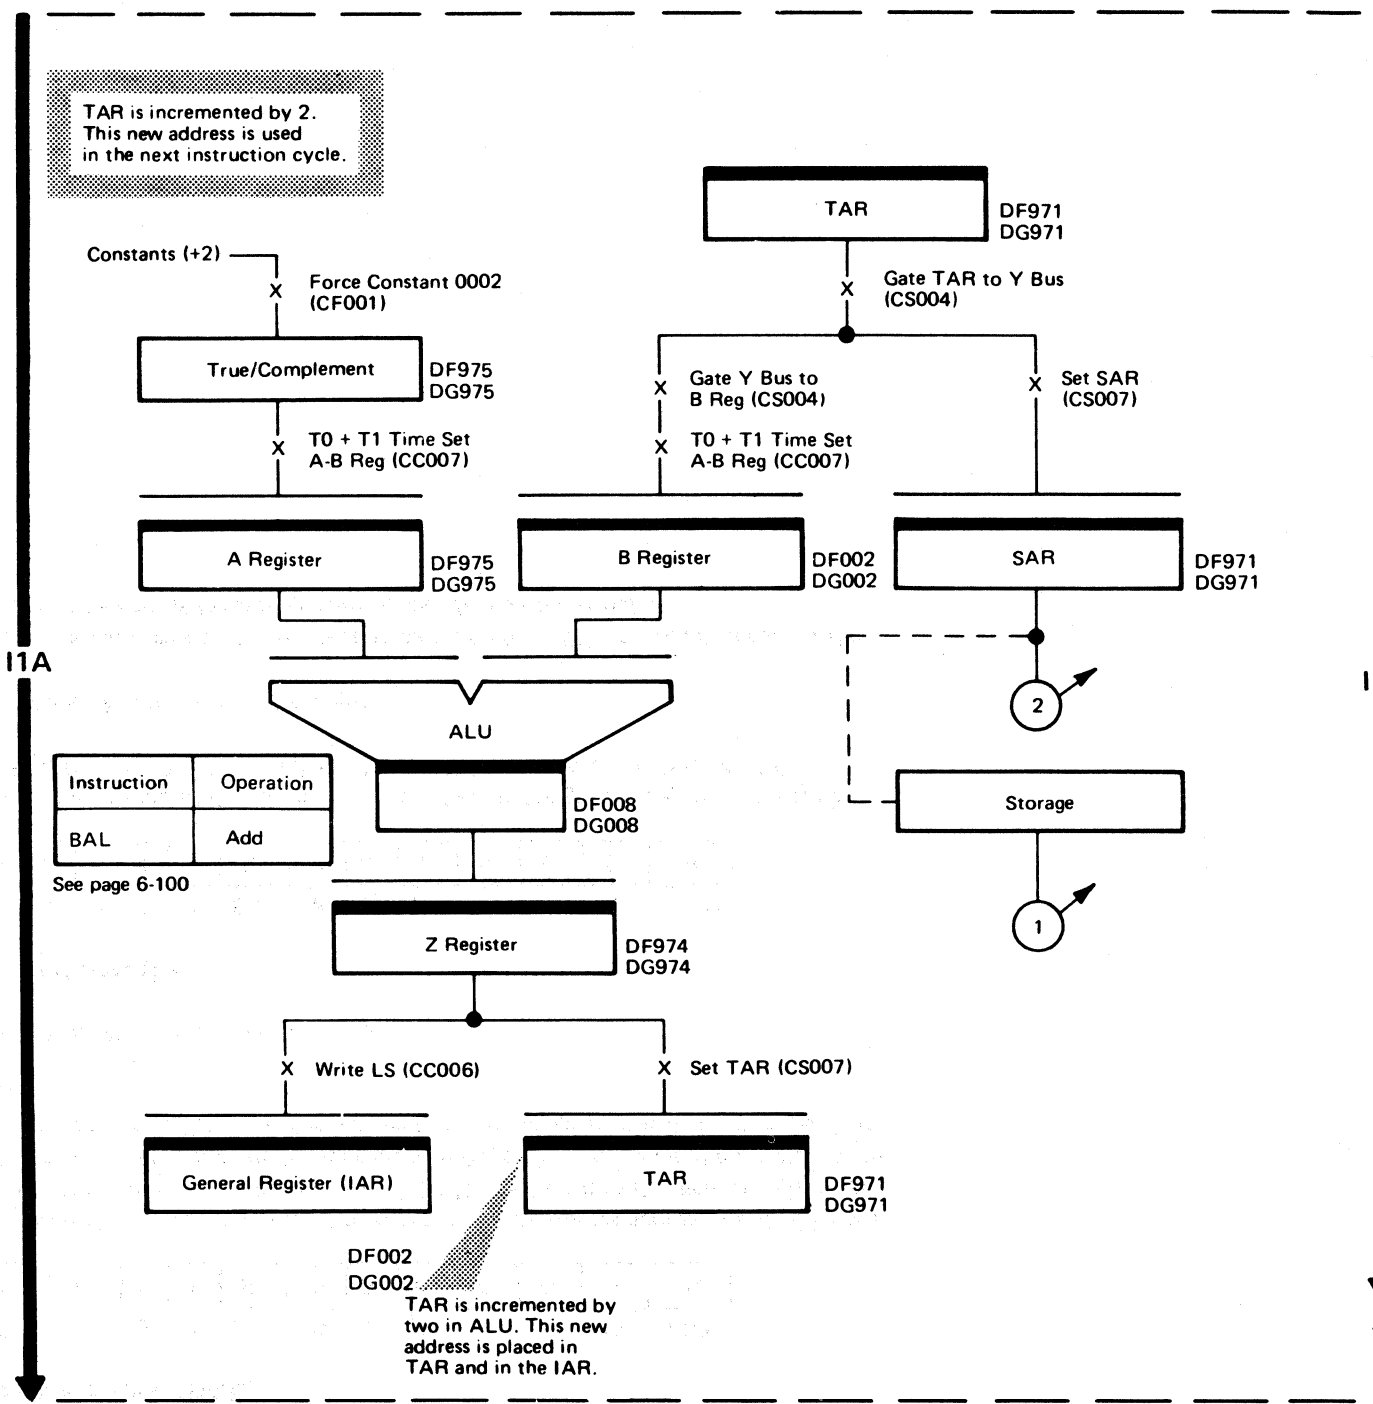 TAR is incremented by 2.
This new address is used
in the next instruction cycle.
TAR
DF971
DG971
Constants (+2)
Force Constant 0002
(CF001)
Gate TAR to Y Bus
(CS004)
True/Complement
DF975
DG975
Gate Y Bus to
B Reg (CS004)
Set SAR
(CS007)
T0 + T1 Time Set
A-B Reg (CC007)
T0 + T1 Time Set
A-B Reg (CC007)
A Register
DF975
DG975
B Register
DF002
DG002
SAR
DF971
DG971
I1A
2
ALU
Instruction Operation
BAL Add
See page 6-100
DF008
DG008
Storage
1
Z Register
DF974
DG974
Write LS (CC006)
Set TAR (CS007)
General Register (IAR)
DF002
DG002
TAR
DF971
DG971
TAR is incremented by
two in ALU. This new
address is placed in
TAR and in the IAR.